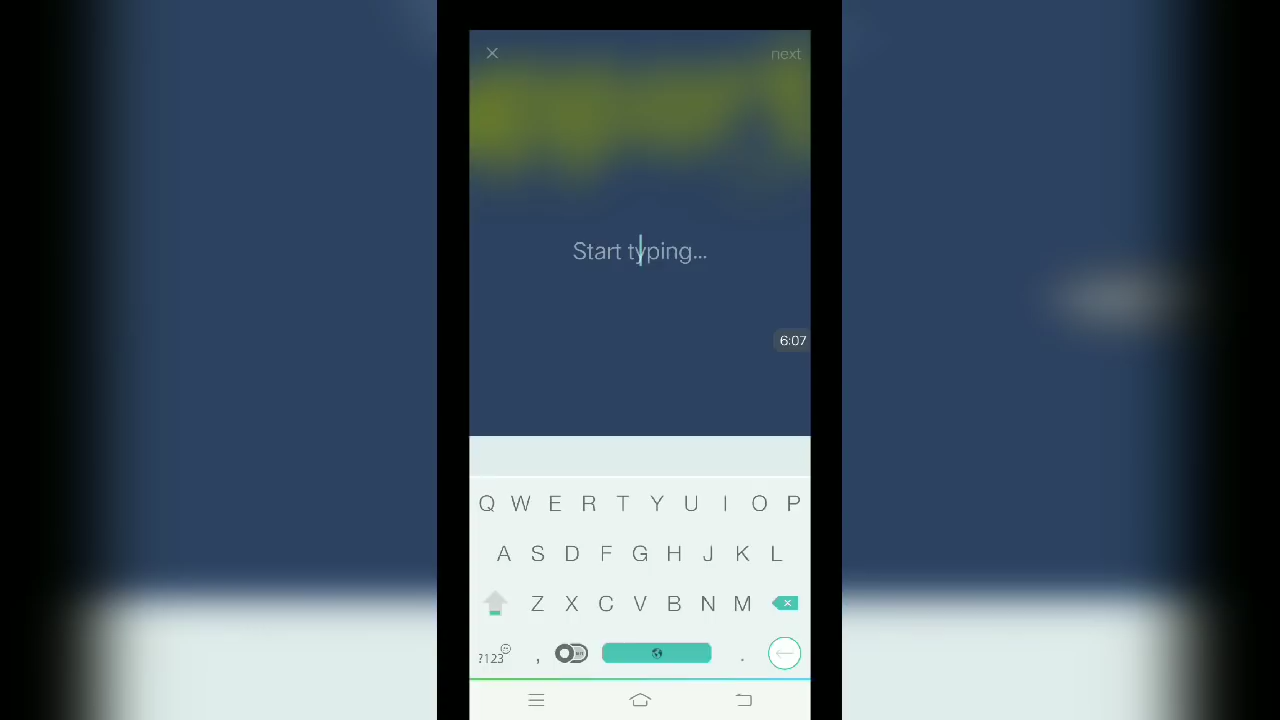 next
Start typing...
6:07
Q W E R T Y U I O P
A S D F G H J K L
Z X C V B N M
?123 , .